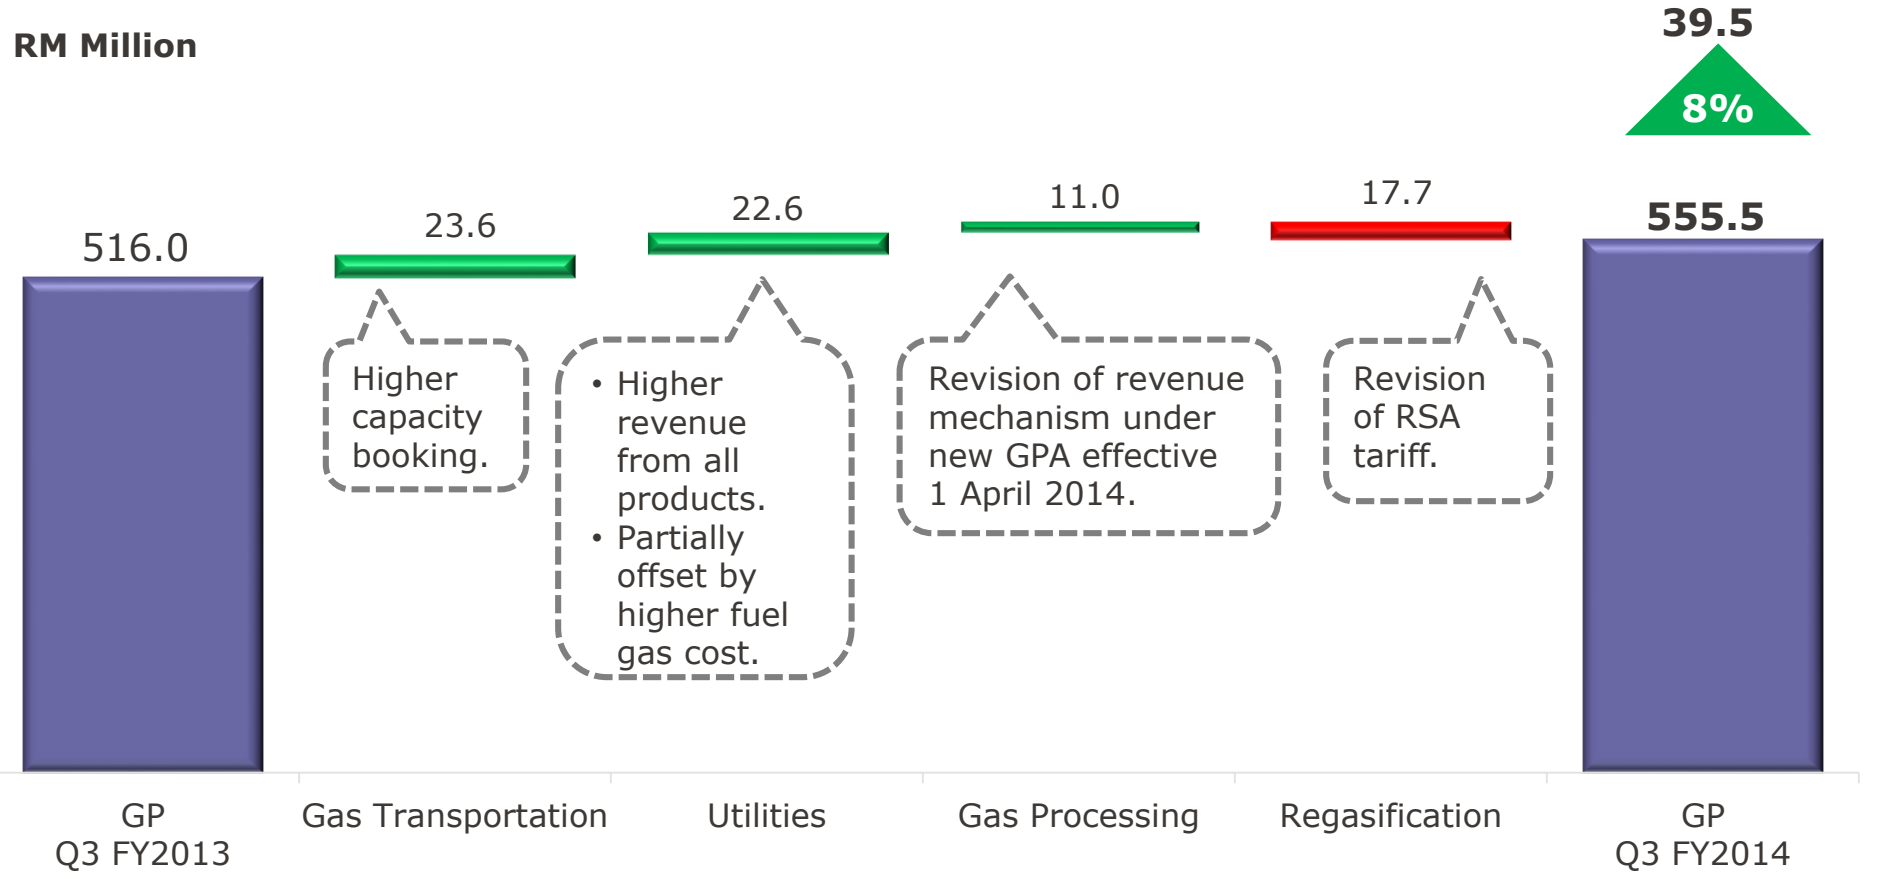 RM Million
39.5
8%
516.0
23.6
22.6
11.0
17.7
555.5
Higher
capacity
booking.
• Higher
revenue
from all
products.
• Partially
offset by
higher fuel
gas cost.
Revision of revenue
mechanism under
new GPA effective
1 April 2014.
Revision
of RSA
tariff.
GP
Q3 FY2013
Gas Transportation
Utilities
Gas Processing
Regasification
GP
Q3 FY2014